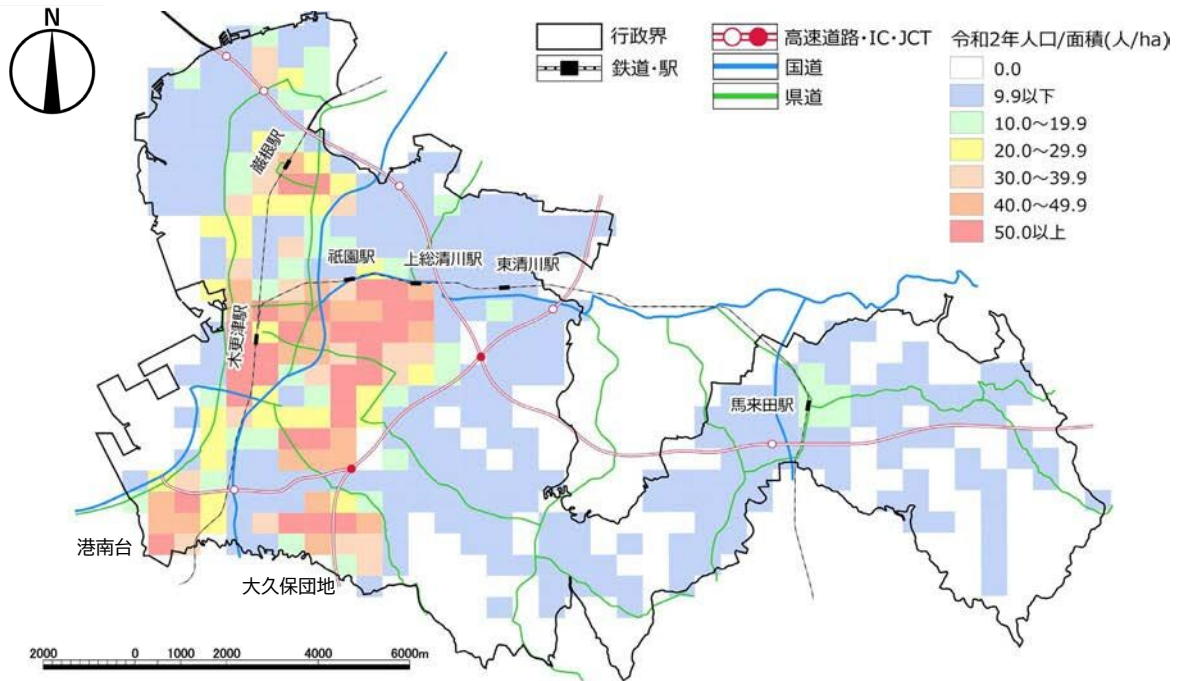 N
行政界
鉄道・駅
高速道路・IC・JCT
国道
県道
令和2年人口/面積(人/ha)
0.0
9.9以下
10.0～19.9
20.0～29.9
30.0～39.9
40.0～49.9
50.0以上
巌根駅
祇園駅
上総清川駅
東清川駅
木更津駅
馬来田駅
港南台
大久保団地
2000 0 1000 2000 4000 6000m